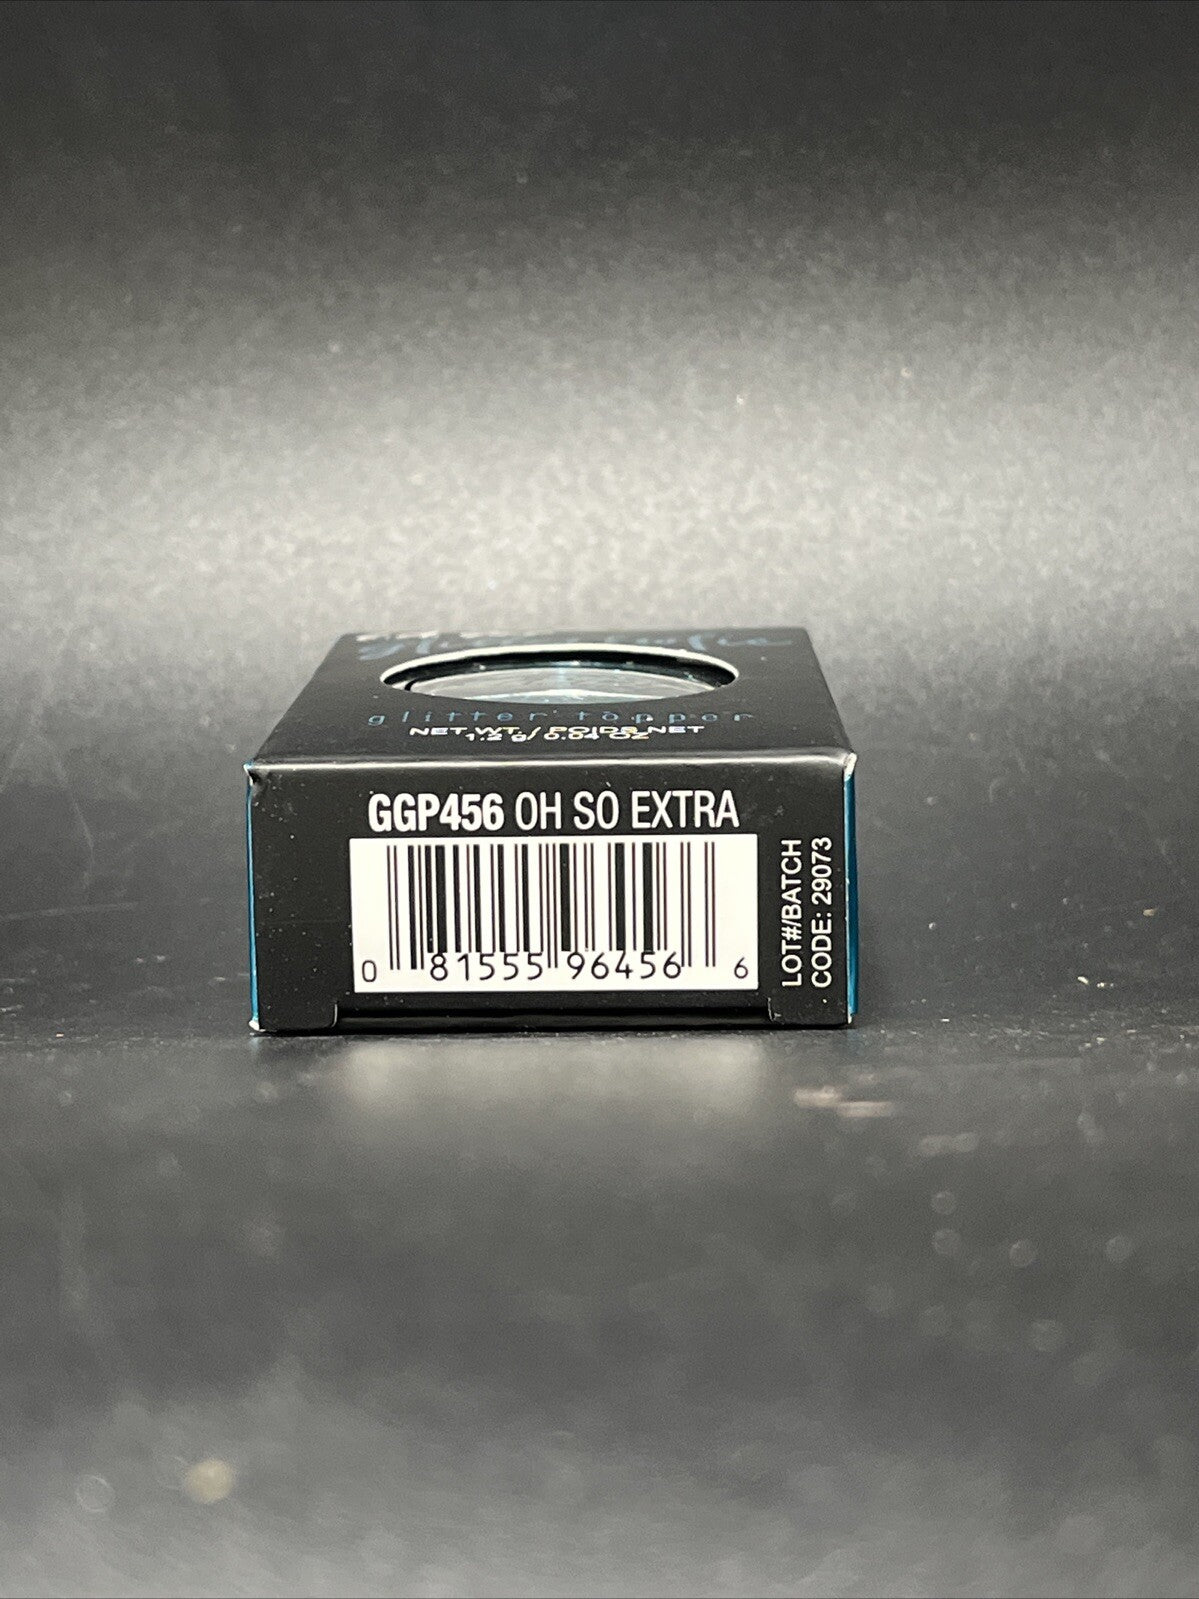 glitter topper
NET WT. / POIDS NET
1.2 g / 0.04 OZ
GGP456 OH SO EXTRA
0 81555 96456 6
LOT#/BATCH
CODE: 29073